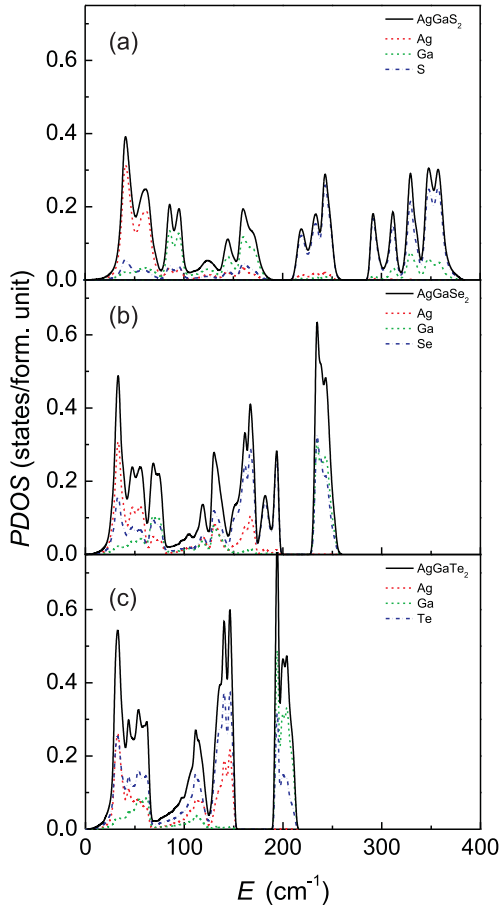 (a)
AgGaS₂
Ag
Ga
S
0.6
0.4
0.2
0.0
(b)
AgGaSe₂
Ag
Ga
Se
0.6
0.4
0.2
0.0
PDOS (states/form. unit)
(c)
AgGaTe₂
Ag
Ga
Te
0.6
0.4
0.2
0.0
0 100 200 300 400
E (cm⁻¹)